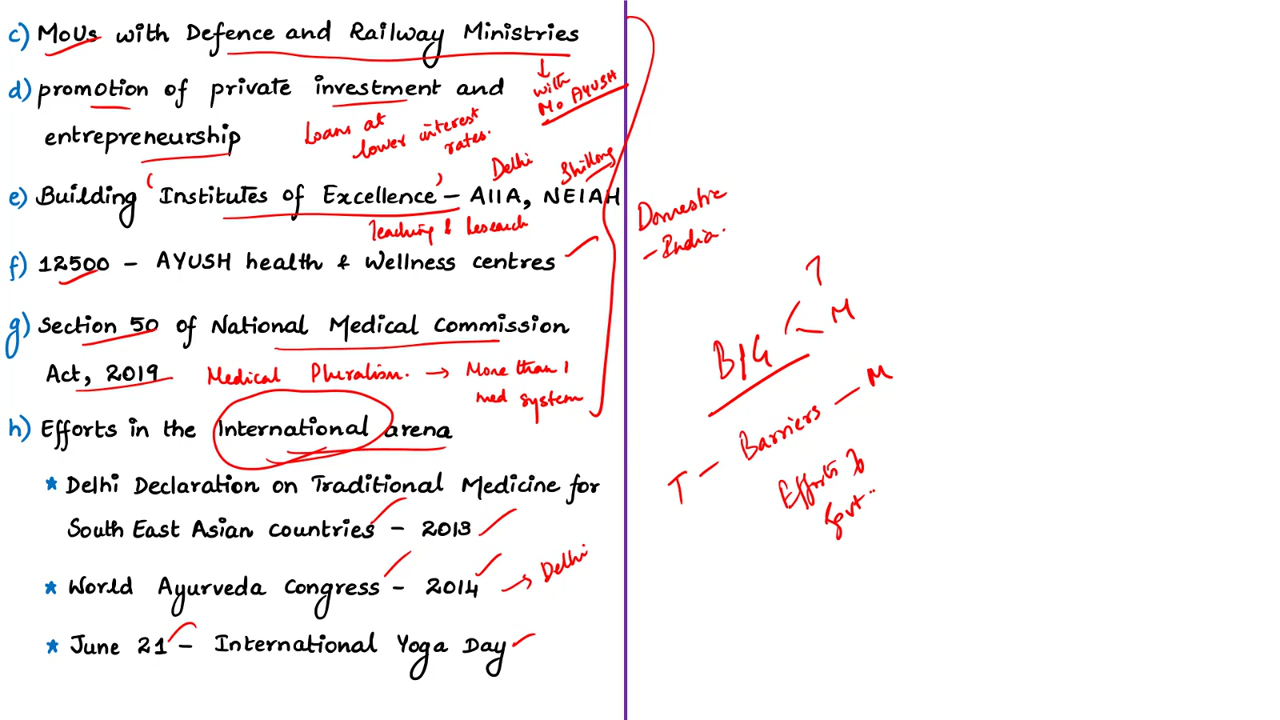 c) MoUs with Defence and Railway Ministries
with
Mo AYUSH
d) promotion of private investment and
entrepreneurship
Loans at
lower interest
rates.
Delhi
Shillong
e) Building 'Institutes of Excellence' - AIIA, NEIAH
Teaching & Research
f) 12500 - AYUSH health & Wellness centres
g) Section 50 of National Medical Commission
Act, 2019
Medical Pluralism. → More than 1
med system
h) Efforts in the International arena
* Delhi Declaration on Traditional Medicine for
South East Asian Countries - 2013
* World Ayurveda Congress - 2014 → Delhi
* June 21 - International Yoga Day
Domestic
- India.
BIG < M
T - Barriers - M
Efforts
Govt